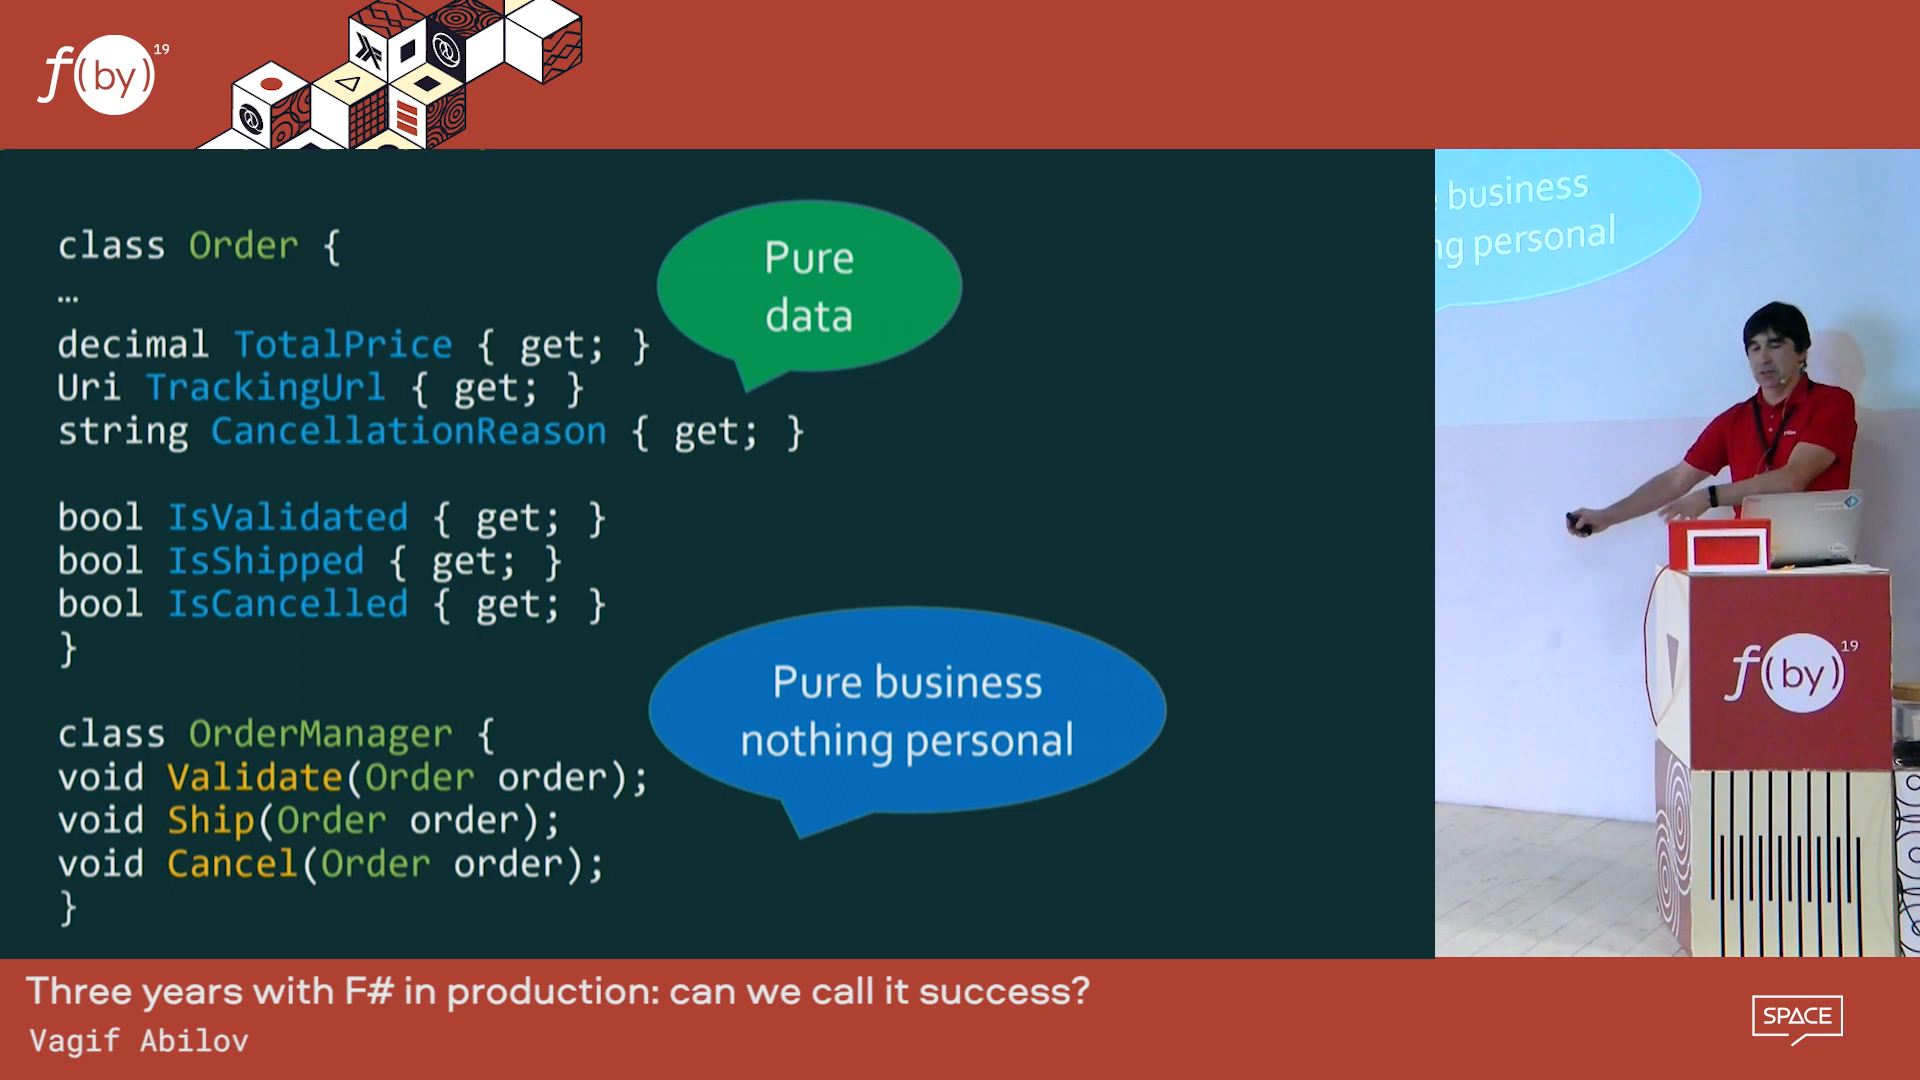 f(by) 19
class Order {
…
decimal TotalPrice { get; }
Uri TrackingUrl { get; }
string CancellationReason { get; }
bool IsValidated { get; }
bool IsShipped { get; }
bool IsCancelled { get; }
}
class OrderManager {
void Validate(Order order);
void Ship(Order order);
void Cancel(Order order);
}
Pure
data
Pure business
nothing personal
business
personal
f(by) 19
Three years with F# in production: can we call it success?
Vagif Abilov
SPACE